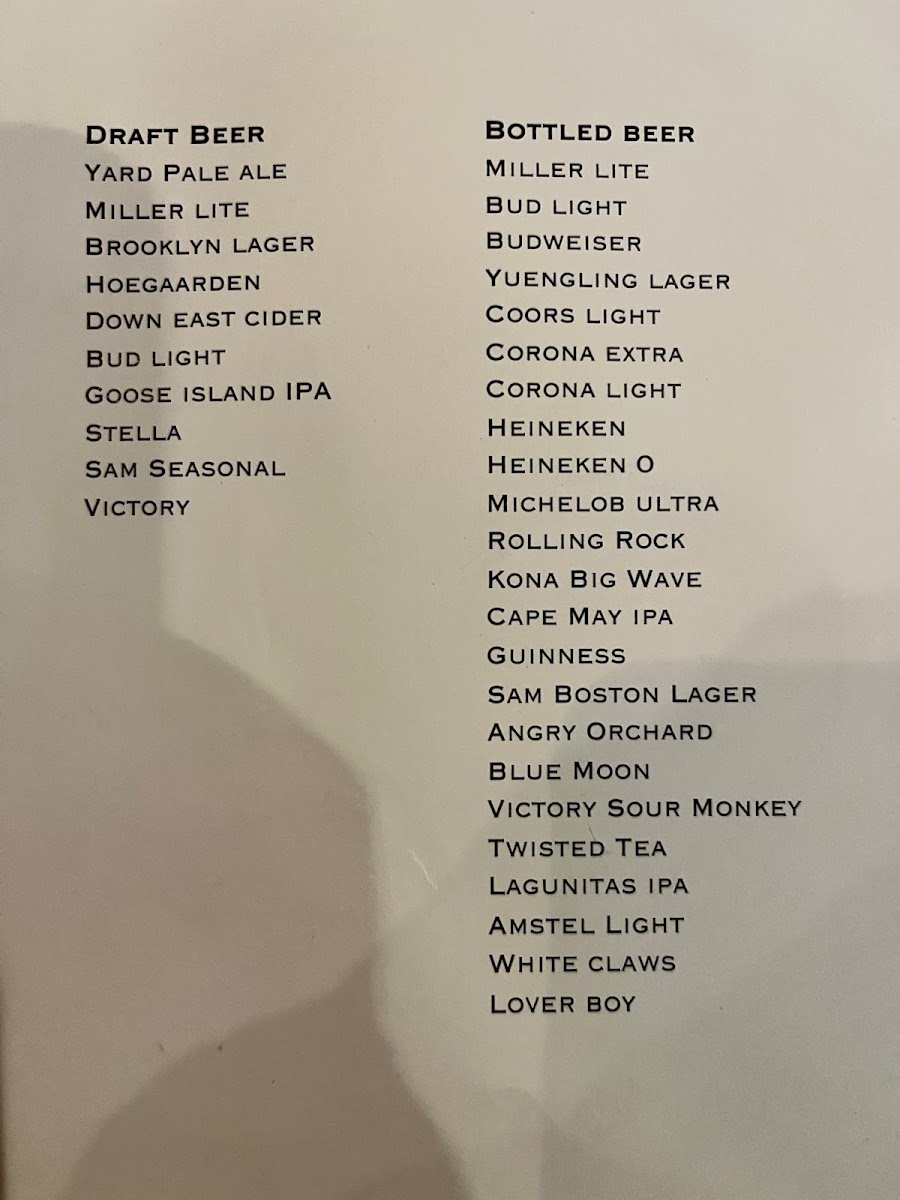 Draft Beer
Yard Pale Ale
Miller Lite
Brooklyn Lager
Hoegaarden
Down East Cider
Bud Light
Goose Island IPA
Stella
Sam Seasonal
Victory
Bottled Beer
Miller Lite
Bud Light
Budweiser
Yuengling Lager
Coors Light
Corona Extra
Corona Light
Heineken
Heineken O
Michelob Ultra
Rolling Rock
Kona Big Wave
Cape May IPA
Guinness
Sam Boston Lager
Angry Orchard
Blue Moon
Victory Sour Monkey
Twisted Tea
Lagunitas IPA
Amstel Light
White Claws
Lover Boy